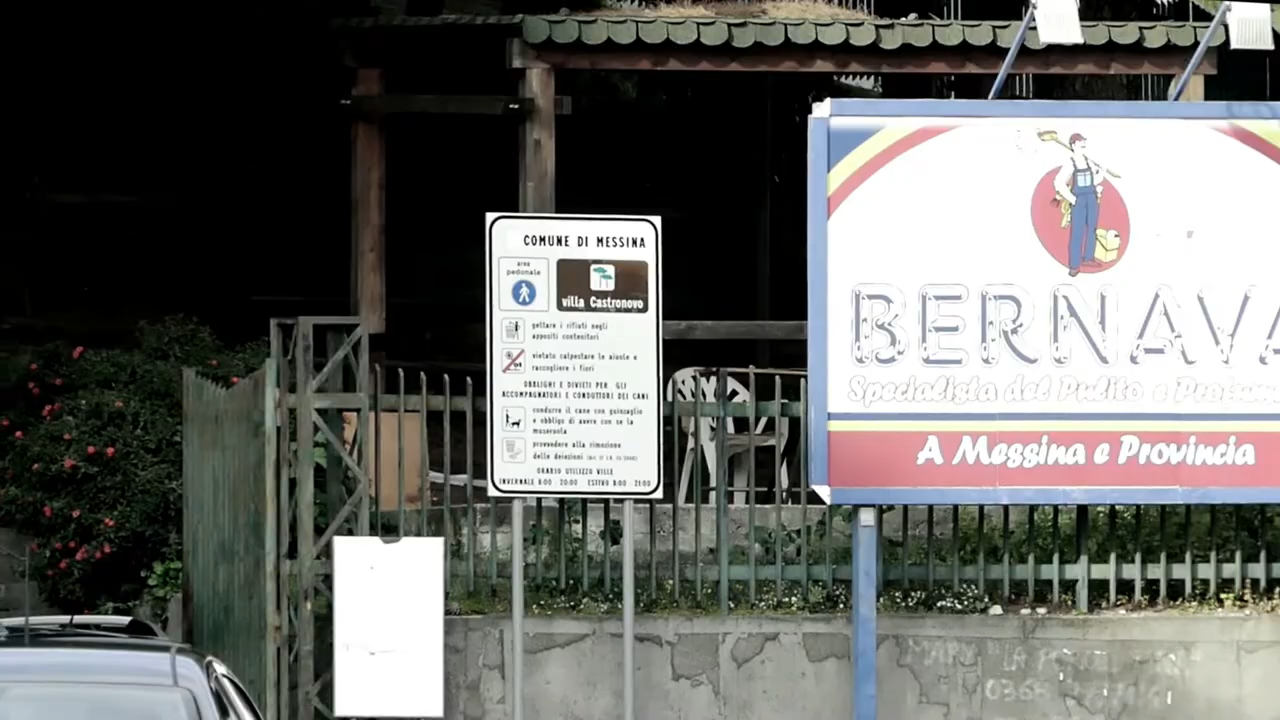 COMUNE DI MESSINA
area
pedonale
villa Castronovo
gettare i rifiuti negli
appositi contenitori
vietato calpestare le aiuole e
raccogliere i fiori
OBBLIGHI E DIVIETI PER GLI
ACCOMPAGNATORI E CONDUTTORI DEI CANI
condurre il cane con guinzaglio
e obbligo di avere con se la
museruola
provvedere alla rimozione
delle deiezioni
ORARIO UTILIZZO VILLE
INVERNALE 8:00 - 20:00 ESTIVO 8:00 - 21:00
BERNAVA
Specialista del Pulito e
A Messina e Provincia